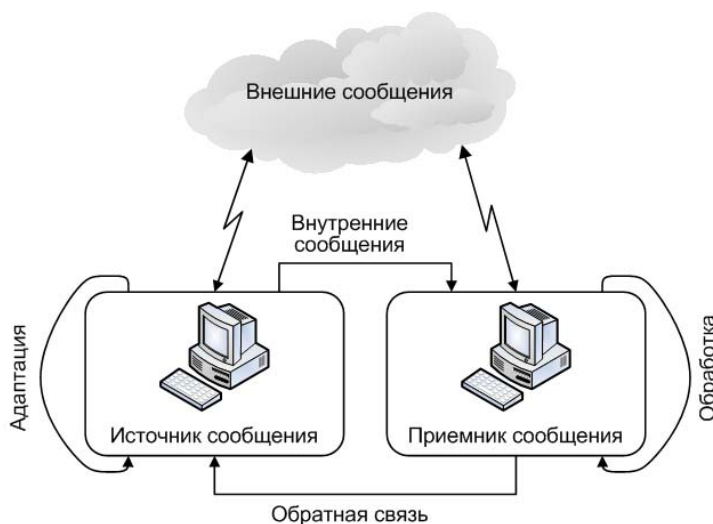 Внешние сообщения
Внутренние
сообщения
Адаптация
Обработка
Источник сообщения
Приемник сообщения
Обратная связь